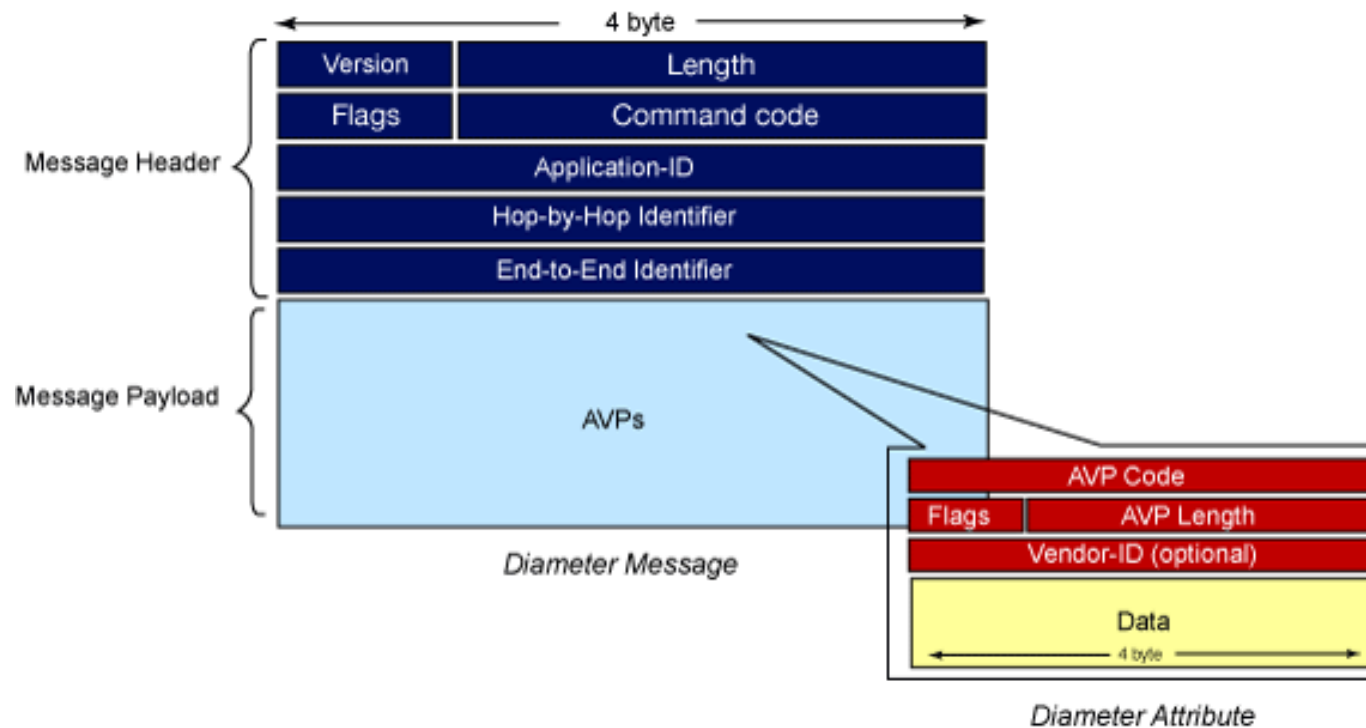 4 byte
Version Length
Flags Command code
Message Header
Application-ID
Hop-by-Hop Identifier
End-to-End Identifier
Message Payload
AVPs
AVP Code
Flags AVP Length
Vendor-ID (optional)
Diameter Message
Data
4 byte
Diameter Attribute